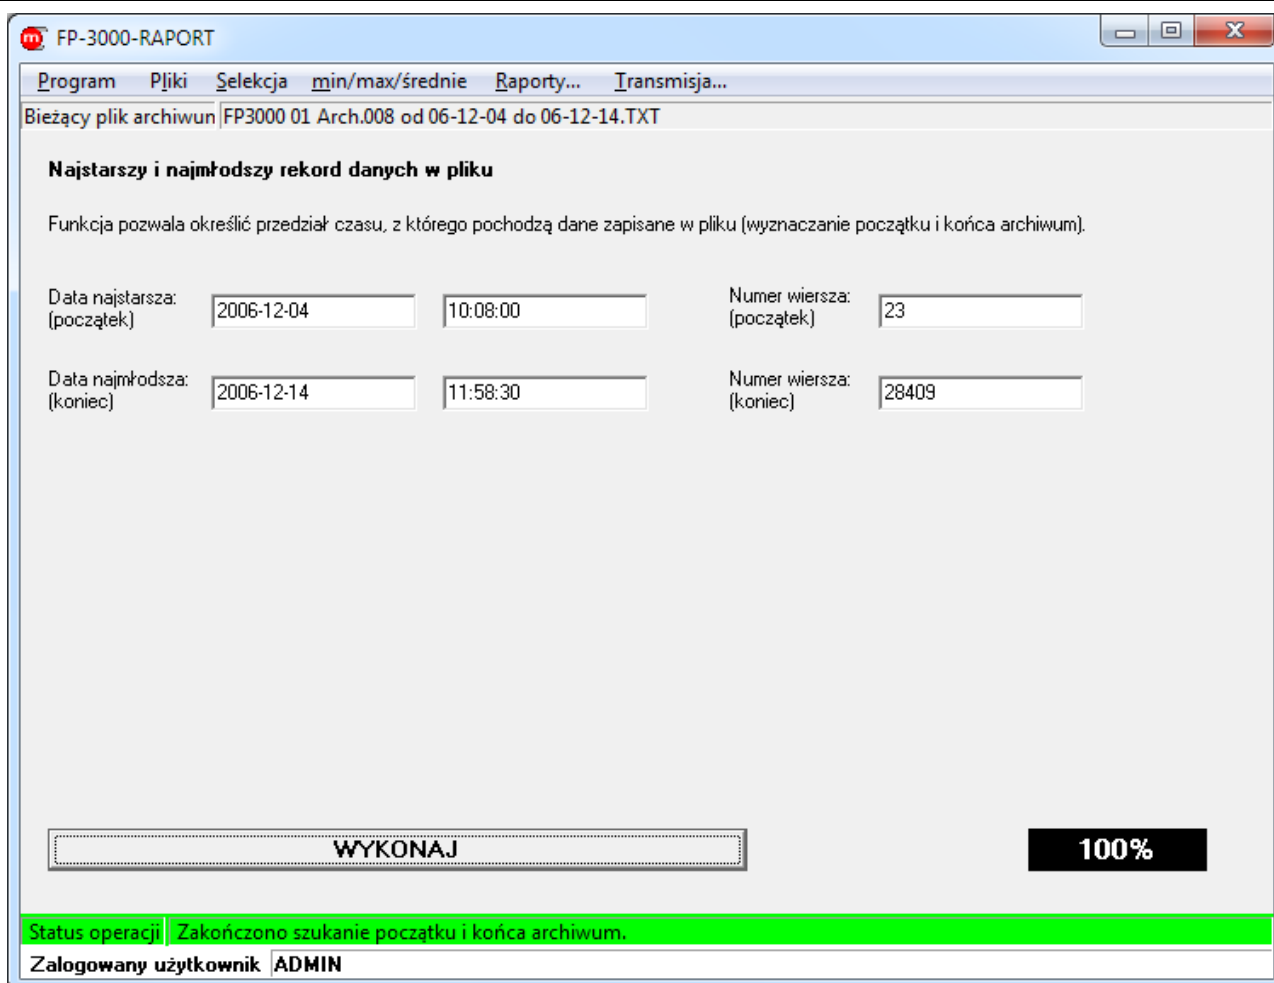 FP-3000-RAPORT
Program Pliki Selekcja min/max/średnie Raporty... Transmisja...
Bieżący plik archiwun FP3000 01 Arch.008 od 06-12-04 do 06-12-14.TXT
Najstarszy i najmłodszy rekord danych w pliku
Funkcja pozwala określić przedział czasu, z którego pochodzą dane zapisane w pliku (wyznaczanie początku i końca archiwum).
Data najstarsza: 2006-12-04 10:08:00 Numer wiersza: 23
(początek) (początek)
Data najmłodsza: 2006-12-14 11:58:30 Numer wiersza: 28409
(koniec) (koniec)
WYKONAJ 100%
Status operacji Zakończono szukanie początku i końca archiwum.
Zalogowany użytkownik ADMIN